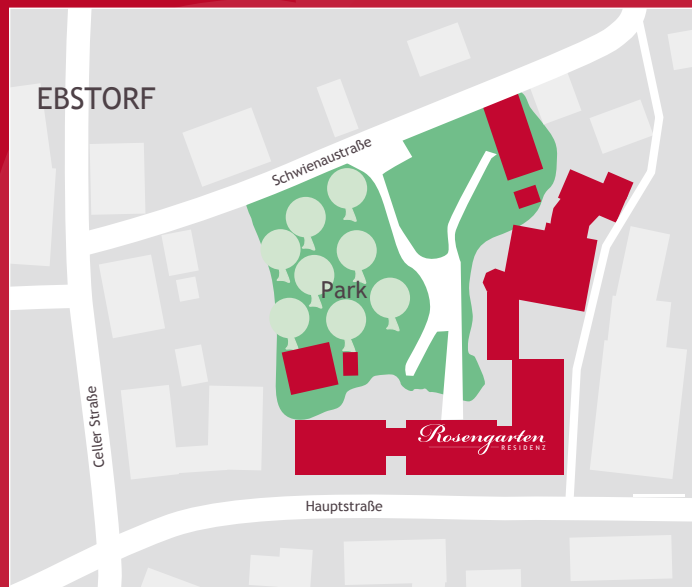 EBSTORF
Schwienaustraße
Park
Celler Straße
Rosengarten
RESIDENZ
Hauptstraße